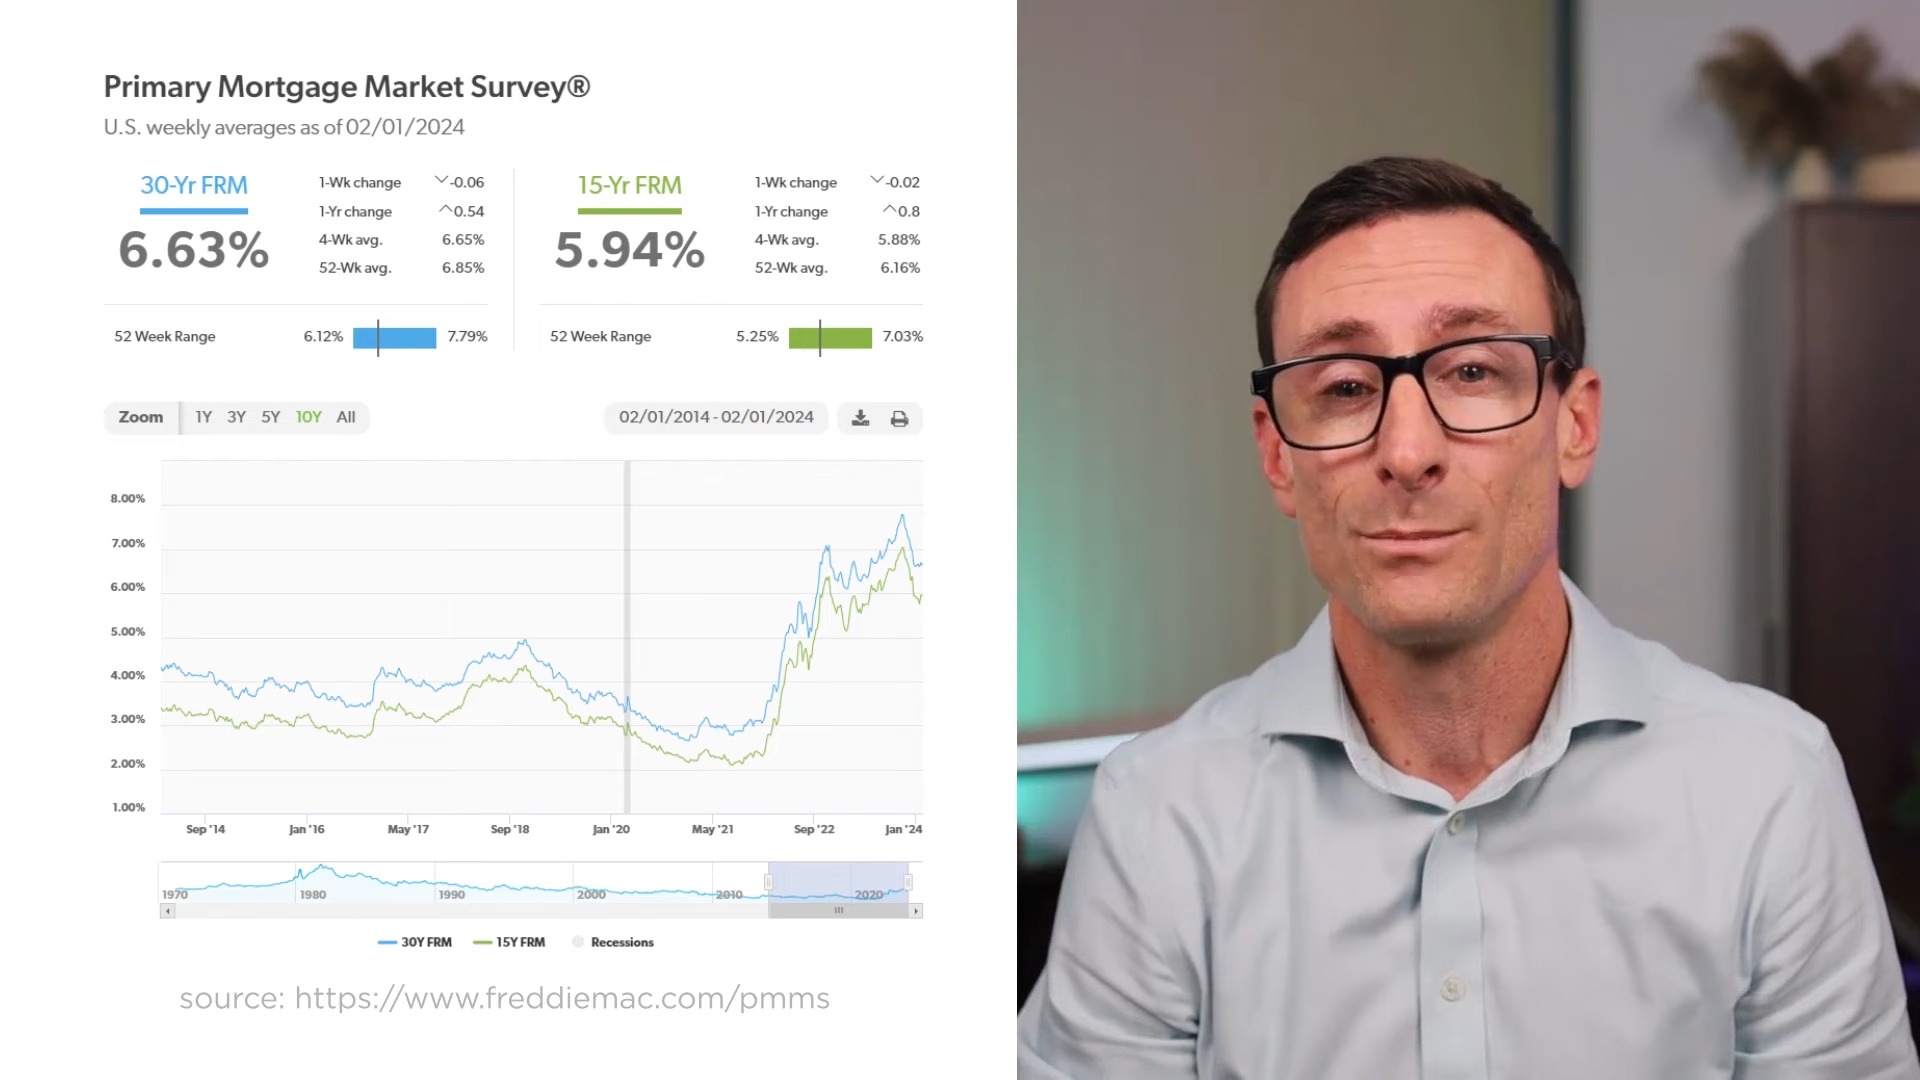 Primary Mortgage Market Survey®
U.S. weekly averages as of 02/01/2024
30-Yr FRM
6.63%
1-Wk change -0.06
1-Yr change 0.54
4-Wk avg. 6.65%
52-Wk avg. 6.85%
52 Week Range 6.12% 7.79%
15-Yr FRM
5.94%
1-Wk change -0.02
1-Yr change 0.8
4-Wk avg. 5.88%
52-Wk avg. 6.16%
52 Week Range 5.25% 7.03%
Zoom 1Y 3Y 5Y 10Y All
02/01/2014 - 02/01/2024
8.00%
7.00%
6.00%
5.00%
4.00%
3.00%
2.00%
1.00%
Sep '14 Jan '16 May '17 Sep '18 Jan '20 May '21 Sep '22 Jan '24
1970 1980 1990 2000 2010 2020
30Y FRM 15Y FRM Recessions
source: https://www.freddiemac.com/pmms